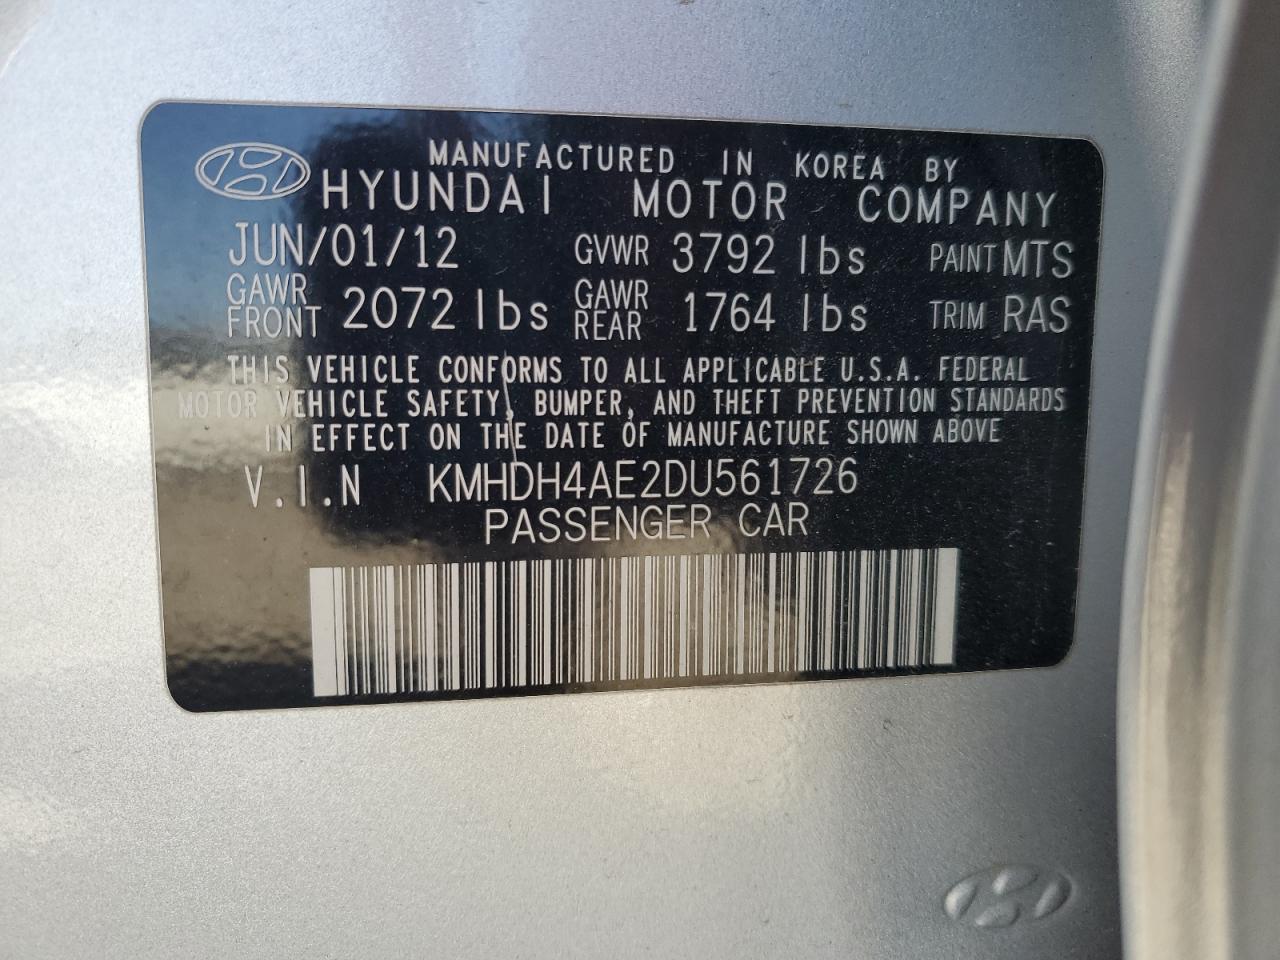 MANUFACTURED IN KOREA BY
HYUNDAI MOTOR COMPANY
JUN/01/12 GVWR 3792 lbs PAINT MTS
GAWR FRONT 2072 lbs GAWR REAR 1764 lbs TRIM RAS
THIS VEHICLE CONFORMS TO ALL APPLICABLE U.S.A. FEDERAL
MOTOR VEHICLE SAFETY, BUMPER, AND THEFT PREVENTION STANDARDS
IN EFFECT ON THE DATE OF MANUFACTURE SHOWN ABOVE
V.I.N KMHDH4AE2DU561726
PASSENGER CAR